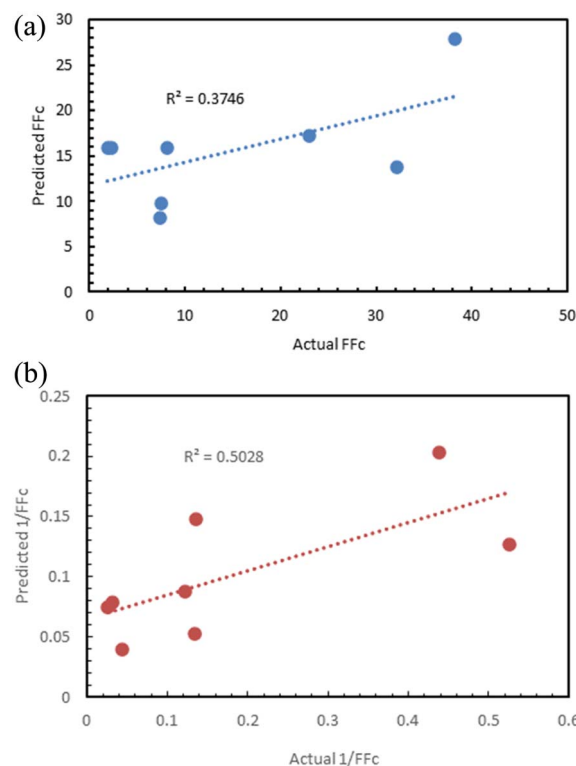 (a)
30
25
20
15
10
5
0
Predicted FFc
R² = 0.3746
0 10 20 30 40 50
Actual FFc
(b)
0.25
0.2
0.15
0.1
0.05
0
Predicted 1/FFc
R² = 0.5028
0 0.1 0.2 0.3 0.4 0.5 0.6
Actual 1/FFc